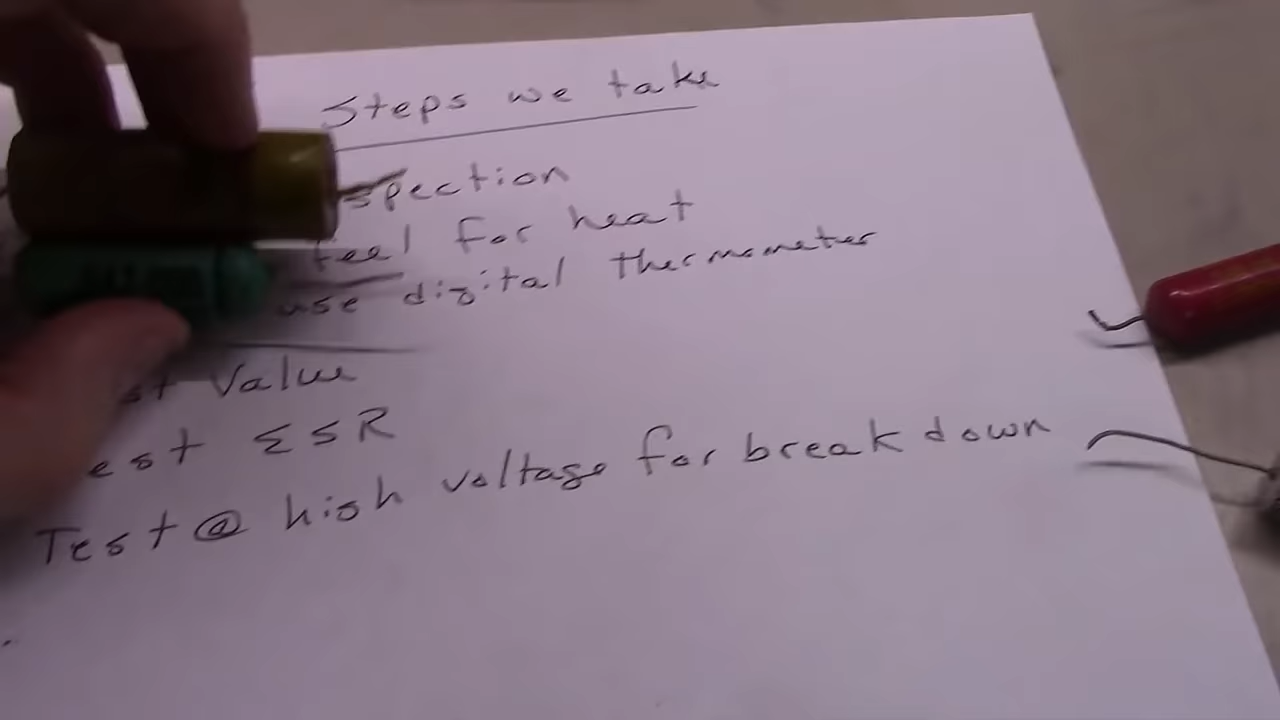 Steps we take
spection
feel for heat
use digital thermometer
st Value
est ESR
Test @ high voltage for break down